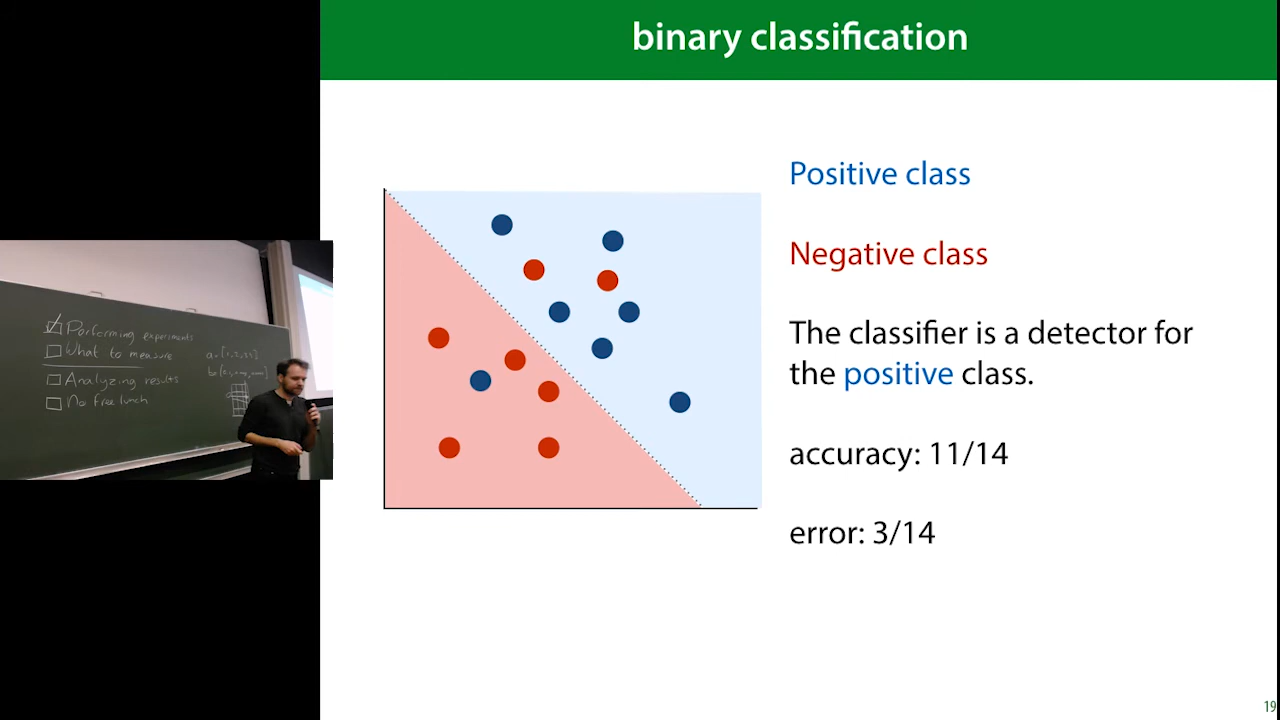 binary classification
Positive class
Negative class
The classifier is a detector for
the positive class.
accuracy: 11/14
error: 3/14
19
Performing experiments
What to measure
Analyzing results
No free lunch